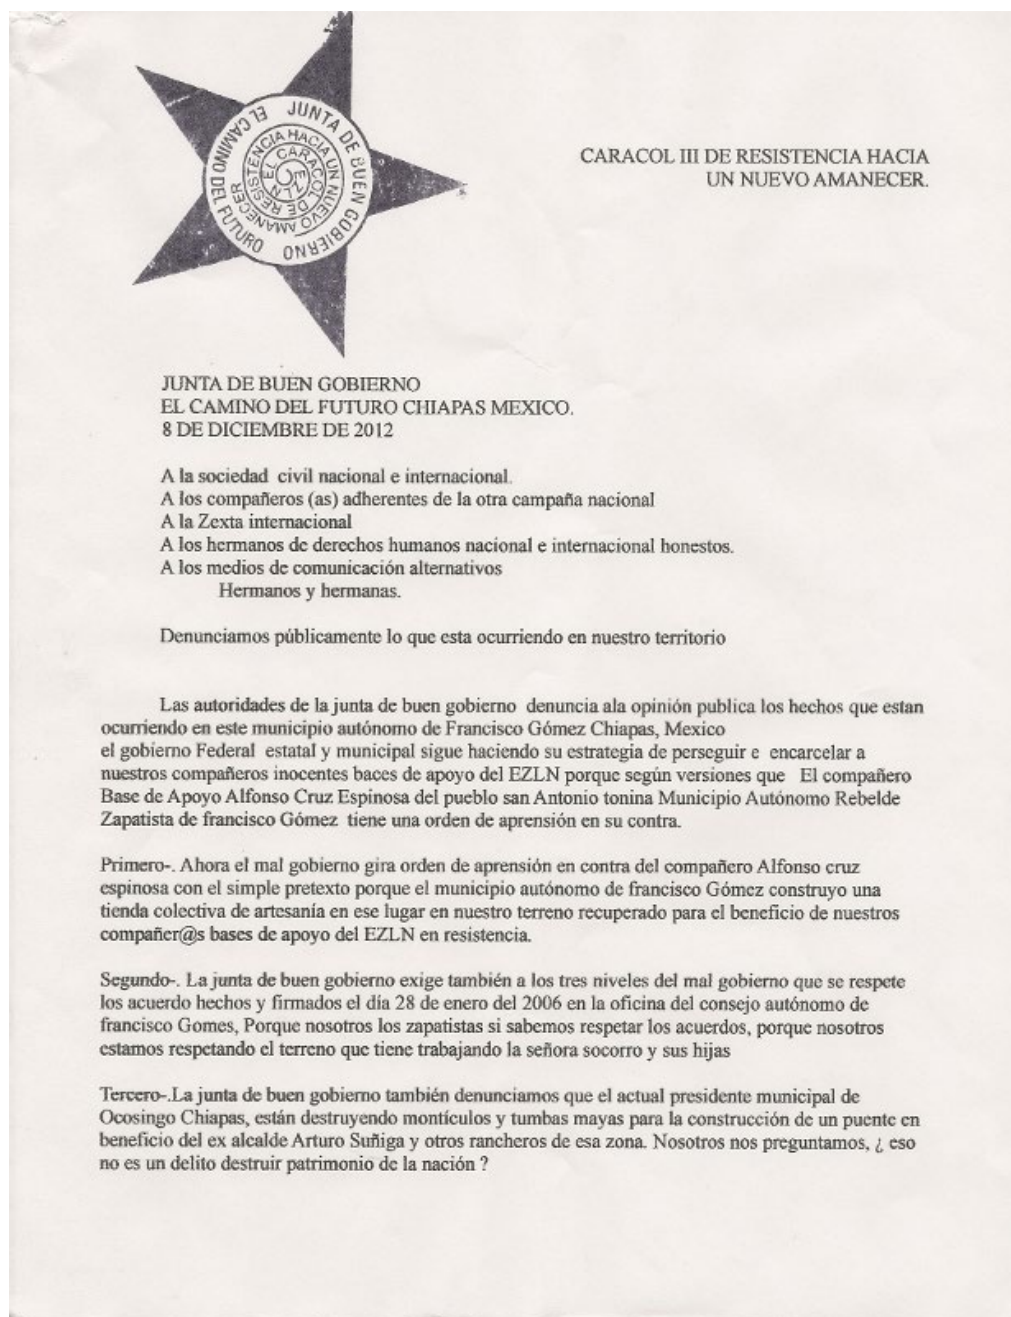 JUNTA DE BUEN GOBIERNO
EL CAMINO DEL FUTURO
EL CARACOL DE RESISTENCIA HACIA UN NUEVO AMANECER
EZLN
CARACOL III DE RESISTENCIA HACIA
UN NUEVO AMANECER.
JUNTA DE BUEN GOBIERNO
EL CAMINO DEL FUTURO CHIAPAS MEXICO.
8 DE DICIEMBRE DE 2012
A la sociedad civil nacional e internacional.
A los compañeros (as) adherentes de la otra campaña nacional
A la Zexta internacional
A los hermanos de derechos humanos nacional e internacional honestos.
A los medios de comunicación alternativos
Hermanos y hermanas.
Denunciamos públicamente lo que esta ocurriendo en nuestro territorio
Las autoridades de la junta de buen gobierno denuncia ala opinión publica los hechos que estan
ocurriendo en este municipio autónomo de Francisco Gómez Chiapas, Mexico
el gobierno Federal estatal y municipal sigue haciendo su estrategia de perseguir e encarcelar a
nuestros compañeros inocentes baces de apoyo del EZLN porque según versiones que El compañero
Base de Apoyo Alfonso Cruz Espinosa del pueblo san Antonio tonina Municipio Autónomo Rebelde
Zapatista de francisco Gómez tiene una orden de aprensión en su contra.
Primero-. Ahora el mal gobierno gira orden de aprensión en contra del compañero Alfonso cruz
espinosa con el simple pretexto porque el municipio autónomo de francisco Gómez construyo una
tienda colectiva de artesanía en ese lugar en nuestro terreno recuperado para el beneficio de nuestros
compañer@s bases de apoyo del EZLN en resistencia.
Segundo-. La junta de buen gobierno exige también a los tres niveles del mal gobierno que se respete
los acuerdo hechos y firmados el día 28 de enero del 2006 en la oficina del consejo autónomo de
francisco Gomes, Porque nosotros los zapatistas si sabemos respetar los acuerdos, porque nosotros
estamos respetando el terreno que tiene trabajando la señora socorro y sus hijas
Tercero-.La junta de buen gobierno también denunciamos que el actual presidente municipal de
Ocosingo Chiapas, están destruyendo montículos y tumbas mayas para la construcción de un puente en
beneficio del ex alcalde Arturo Suñiga y otros rancheros de esa zona. Nosotros nos preguntamos, ¿ eso
no es un delito destruir patrimonio de la nación ?